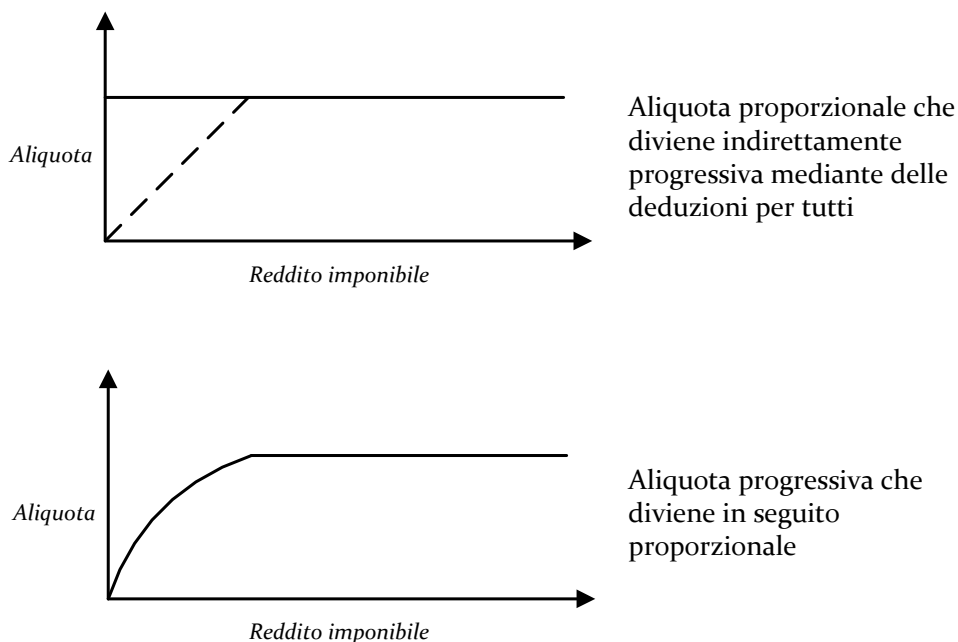 Aliquota
Aliquota proporzionale che
diviene indirettamente
progressiva mediante delle
deduzioni per tutti
Reddito imponibile
Aliquota
Aliquota progressiva che
diviene in seguito
proporzionale
Reddito imponibile